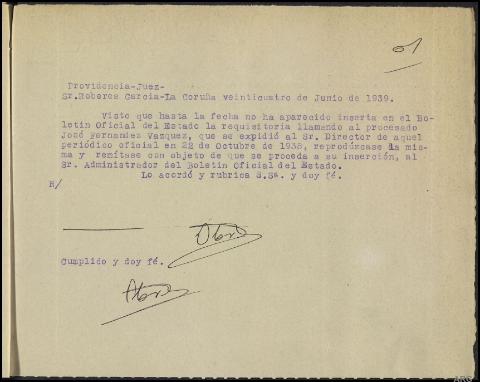 Providencia-Juez-
Sr.Roberes Garcia-La Coruña veinticuatro de Junio de 1939.
Visto que hasta la fecha no ha aparecido inserta en el Bo-
letin Oficial del Estado la requisitoria llamando al procesado
José Fernandez Vazquez, que se expidió al Sr. Director de aquel
periódico oficial en 22 de Octubre de 1938, reprodúzcase la mis-
ma y remitase con objeto de que se proceda a su inserción, al
Sr. Administrador del Boletin Oficial del Estado.
Lo acordó y rubrica S.Sª. y doy fé.
M/
Cumplido y doy fé.